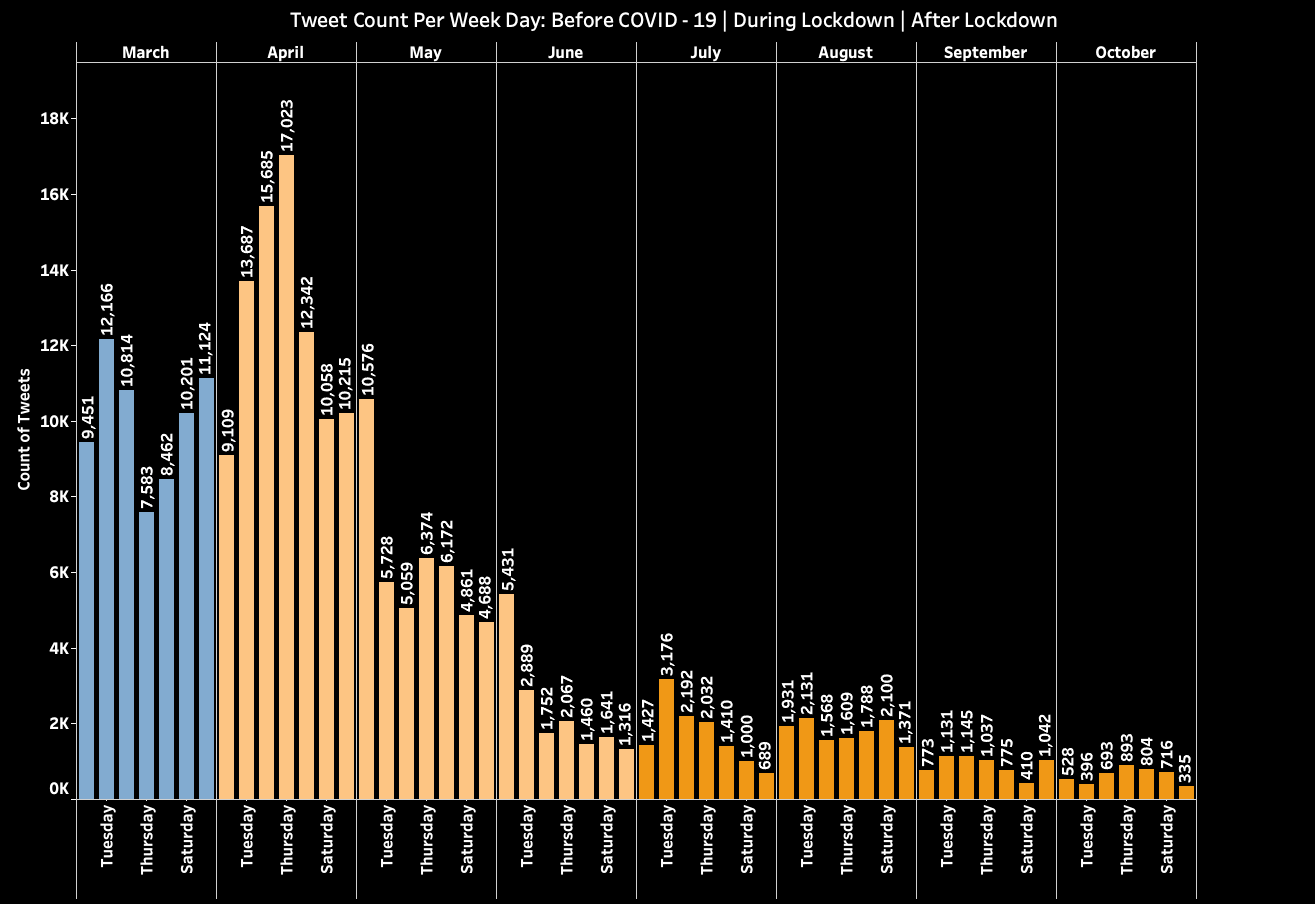 Tweet Count Per Week Day: Before COVID - 19 | During Lockdown | After Lockdown
March April May June July August September October
18K
16K
14K
12K
10K
8K
6K
4K
2K
0K
Count of Tweets
9,451 12,166 10,814 7,583 8,462 10,201 11,124
9,109 13,687 15,685 17,023 12,342 10,058 10,215
10,576 5,728 5,059 6,374 6,172 4,861 4,688
5,431 2,889 1,752 2,067 1,460 1,641 1,316
1,427 3,176 2,192 2,032 1,410 1,000 689
1,931 2,131 1,568 1,609 1,788 2,100 1,371
773 1,131 1,145 1,037 775 410 1,042
528 396 693 893 804 716 335
Tuesday Thursday Saturday Tuesday Thursday Saturday Tuesday Thursday Saturday Tuesday Thursday Saturday Tuesday Thursday Saturday Tuesday Thursday Saturday Tuesday Thursday Saturday Tuesday Thursday Saturday